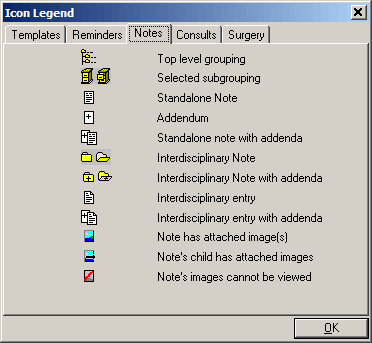 Icon Legend
Templates Reminders Notes Consults Surgery
Top level grouping
Selected subgrouping
Standalone Note
Addendum
Standalone note with addenda
Interdisciplinary Note
Interdisciplinary Note with addenda
Interdisciplinary entry
Interdisciplinary entry with addenda
Note has attached image(s)
Note's child has attached images
Note's images cannot be viewed
OK